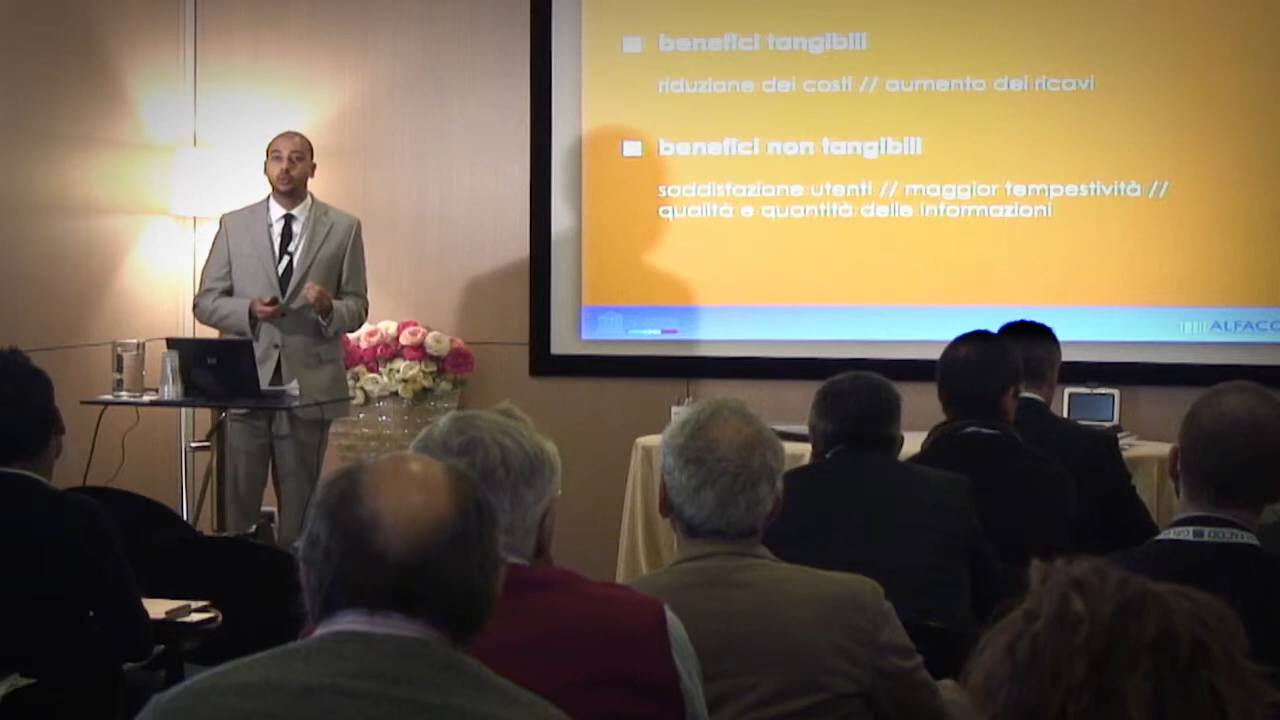 benefici tangibili
riduzione dei costi // aumento dei ricavi
benefici non tangibili
soddisfazione utenti // maggior tempestività //
qualità e quantità delle informazioni
ALFACO